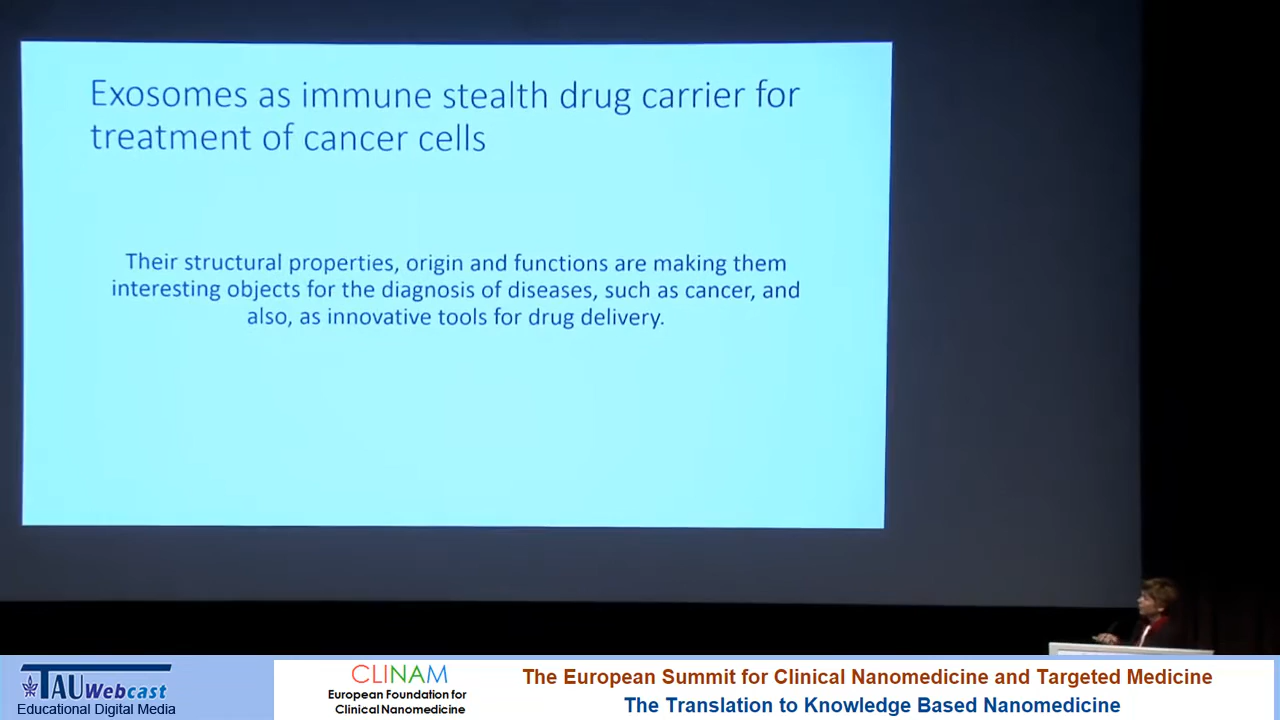 Exosomes as immune stealth drug carrier for
treatment of cancer cells
Their structural properties, origin and functions are making them
interesting objects for the diagnosis of diseases, such as cancer, and
also, as innovative tools for drug delivery.
TAU Webcast
Educational Digital Media
CLINAM
European Foundation for
Clinical Nanomedicine
The European Summit for Clinical Nanomedicine and Targeted Medicine
The Translation to Knowledge Based Nanomedicine